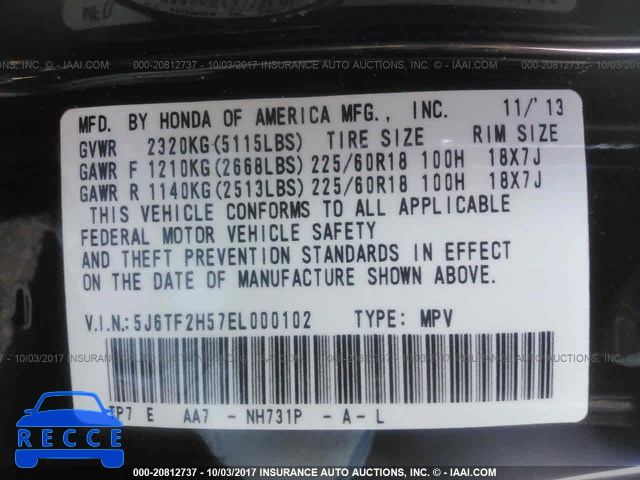 000-20812737 - 10/03/2017 INSURANCE AUTO AUCTIONS, INC. - © IAAI.COM
MFD. BY HONDA OF AMERICA MFG., INC. 11/'13
GVWR 2320KG(5115LBS) TIRE SIZE RIM SIZE
GAWR F 1210KG(2668LBS) 225/60R18 100H 18X7J
GAWR R 1140KG(2513LBS) 225/60R18 100H 18X7J
THIS VEHICLE CONFORMS TO ALL APPLICABLE
FEDERAL MOTOR VEHICLE SAFETY
AND THEFT PREVENTION STANDARDS IN EFFECT
ON THE DATE OF MANUFACTURE SHOWN ABOVE.
V.I.N.:5J6TF2H57EL000102 TYPE: MPV
E AA7 - NH731P - A - L
RECCE
000-20812737 - 10/03/2017 INSURANCE AUTO AUCTIONS, INC. - © IAAI.COM